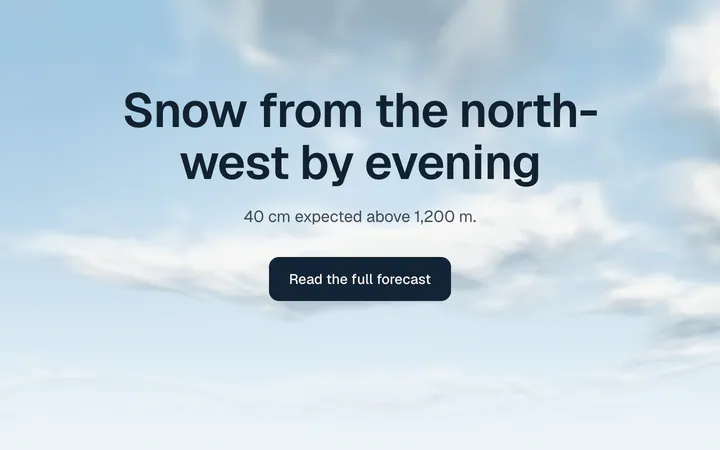 Snow from the north-
west by evening
40 cm expected above 1,200 m.
Read the full forecast